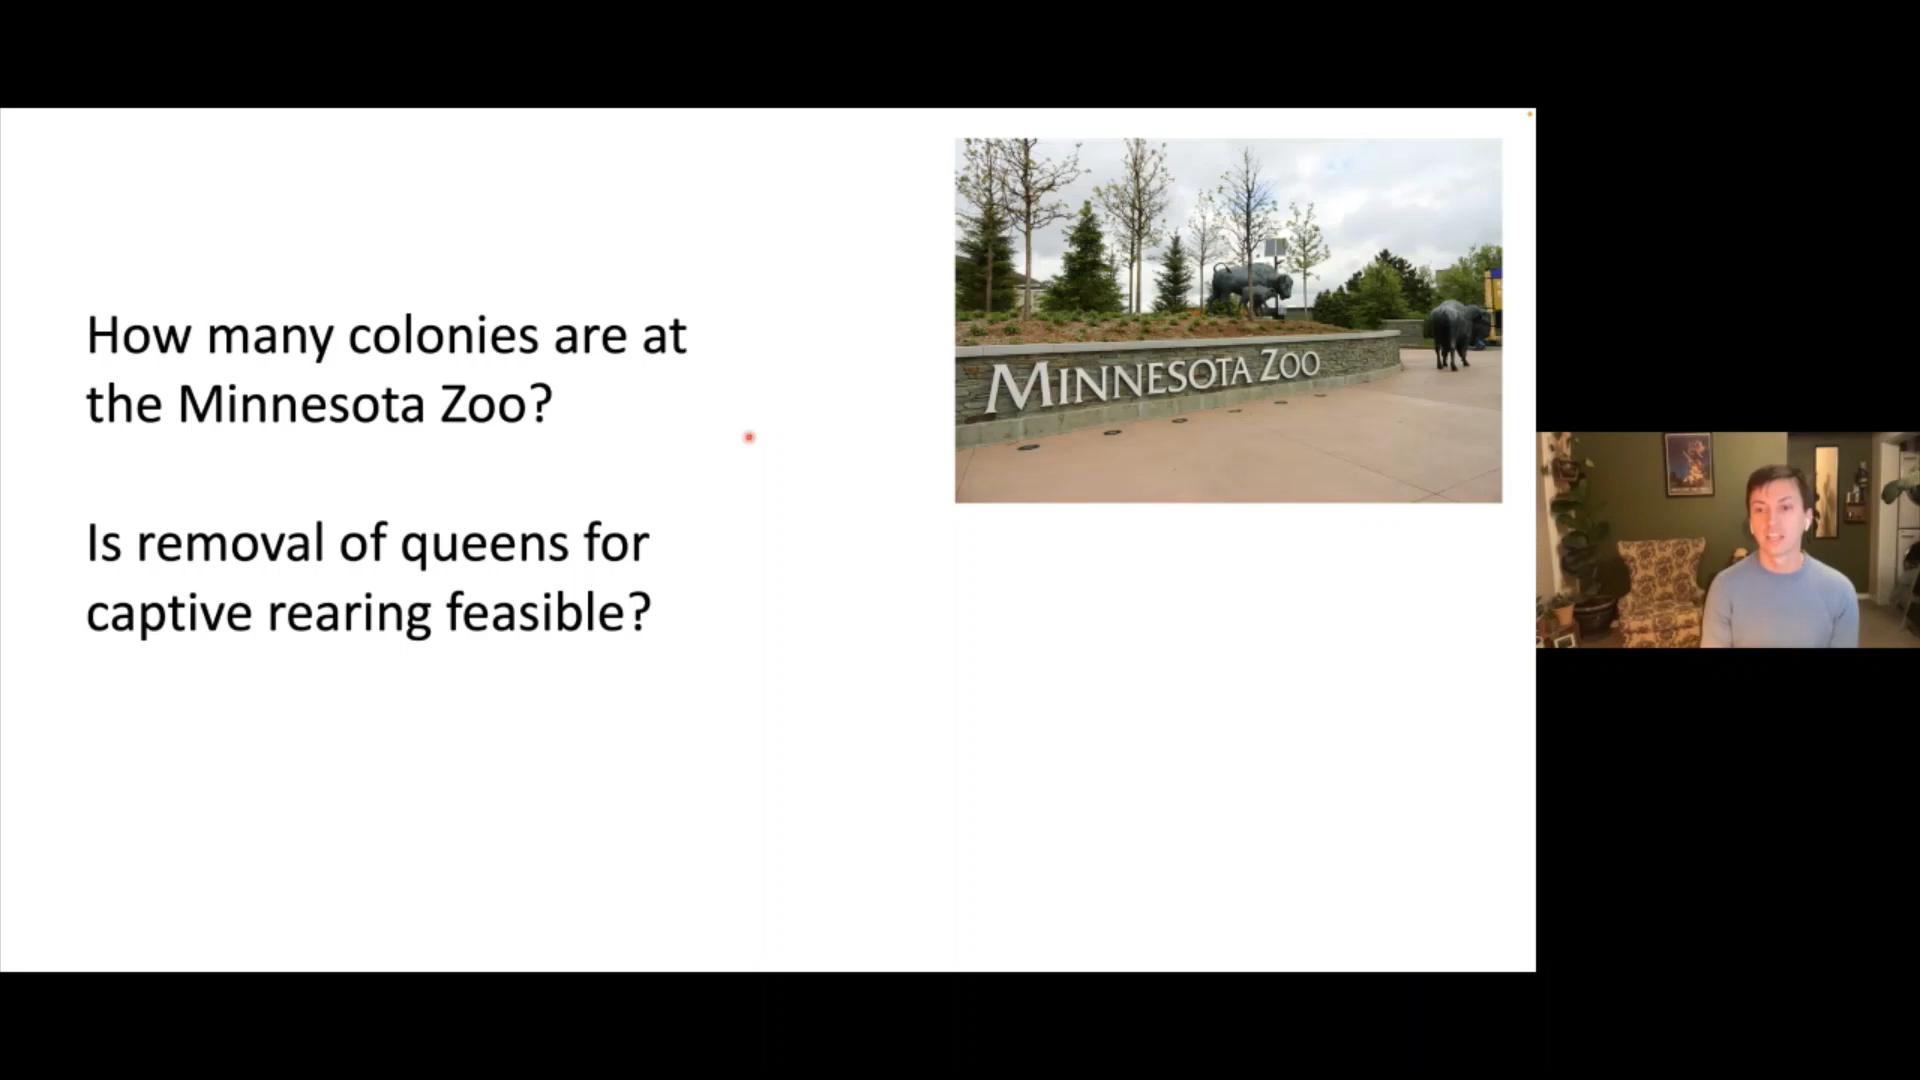 How many colonies are at
the Minnesota Zoo?
Is removal of queens for
captive rearing feasible?
MINNESOTA ZOO